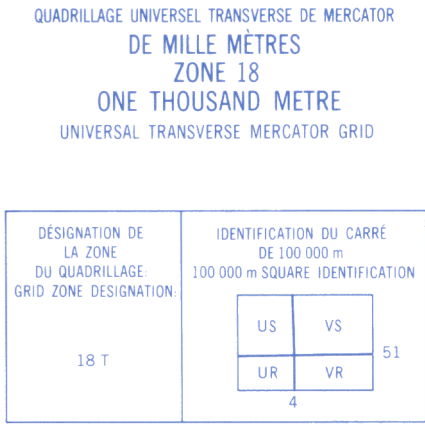 QUADRILLAGE UNIVERSEL TRANSVERSE DE MERCATOR
DE MILLE MÈTRES
ZONE 18
ONE THOUSAND METRE
UNIVERSAL TRANSVERSE MERCATOR GRID
DÉSIGNATION DE
LA ZONE
DU QUADRILLAGE:
GRID ZONE DESIGNATION:
18 T
IDENTIFICATION DU CARRÉ
DE 100 000 m
100 000 m SQUARE IDENTIFICATION
US VS
51
UR VR
4